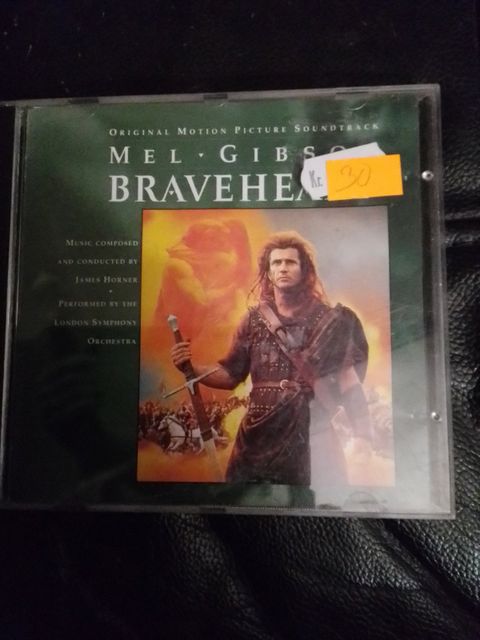 ORIGINAL MOTION PICTURE SOUNDTRACK
MEL · GIBSO
BRAVEHEA
Kr. 30
MUSIC COMPOSED
AND CONDUCTED BY
JAMES HORNER
·
PERFORMED BY THE
LONDON SYMPHONY
ORCHESTRA